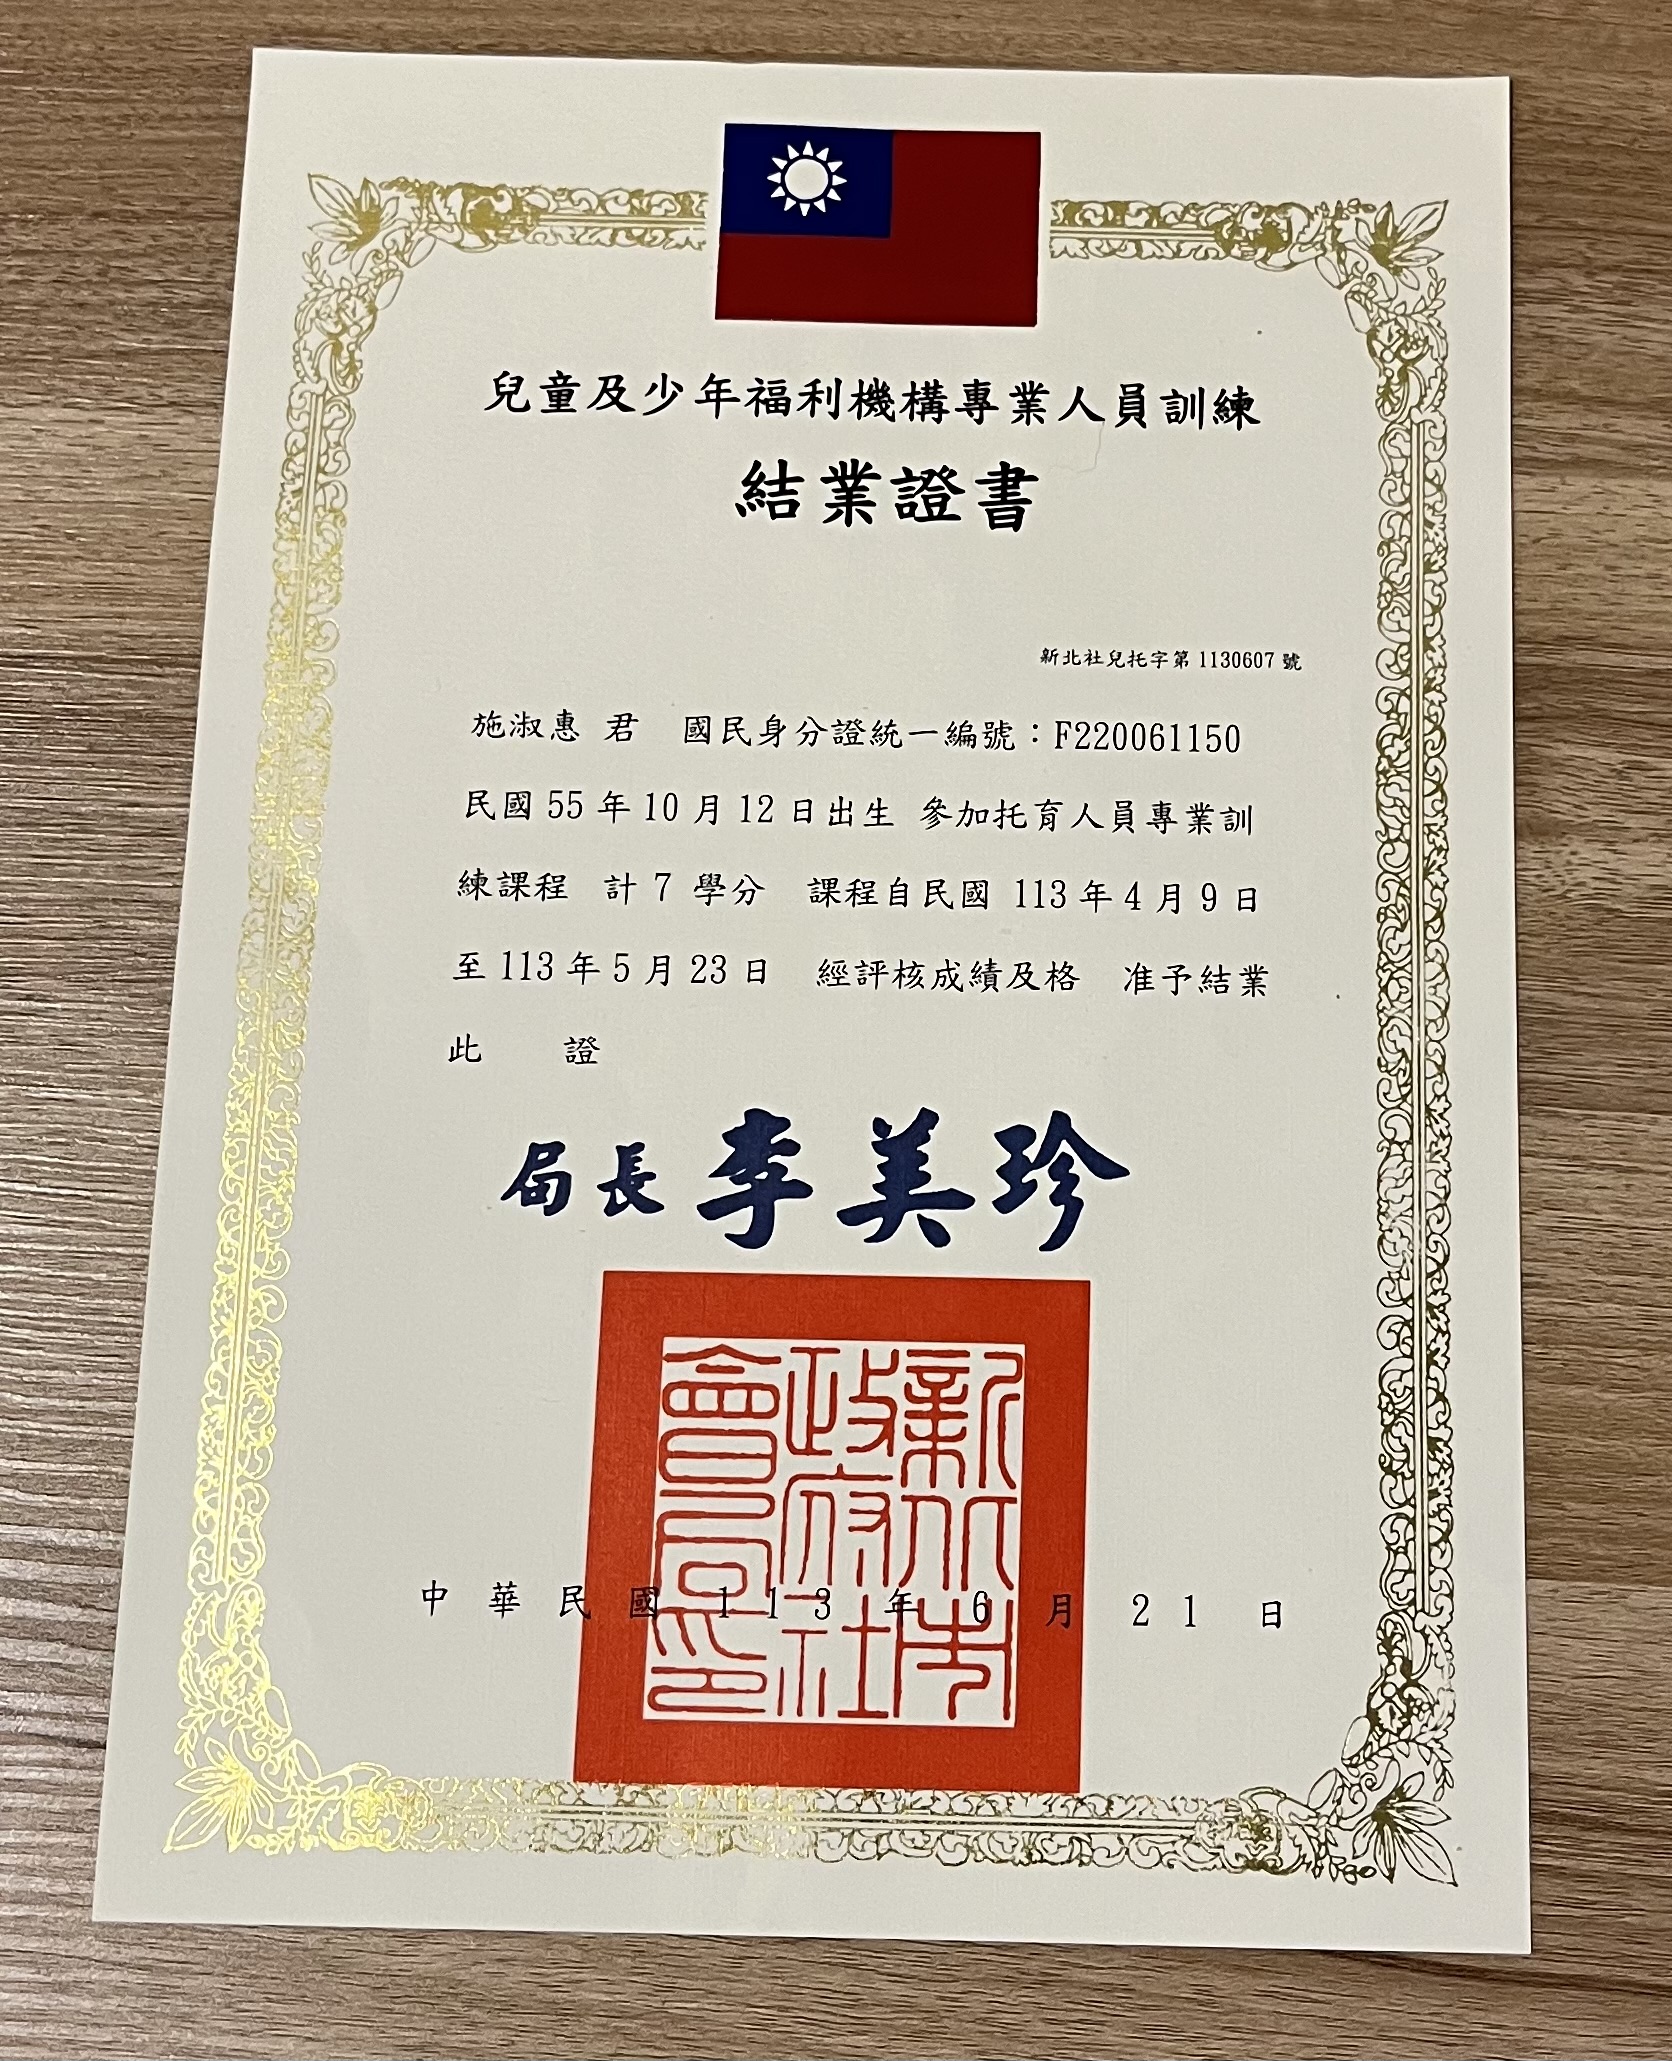 兒童及少年福利機構專業人員訓練
結業證書
新北社兒托字第 1130607 號
施淑惠 君 國民身分證統一編號：F220061150
民國 55 年 10 月 12 日出生 參加托育人員專業訓
練課程 計 7 學分 課程自民國 113 年 4 月 9 日
至 113 年 5 月 23 日 經評核成績及格 准予結業
此 證
局長 李美珍
新北市政府社會局印
中 華 民 國 113 年 6 月 21 日